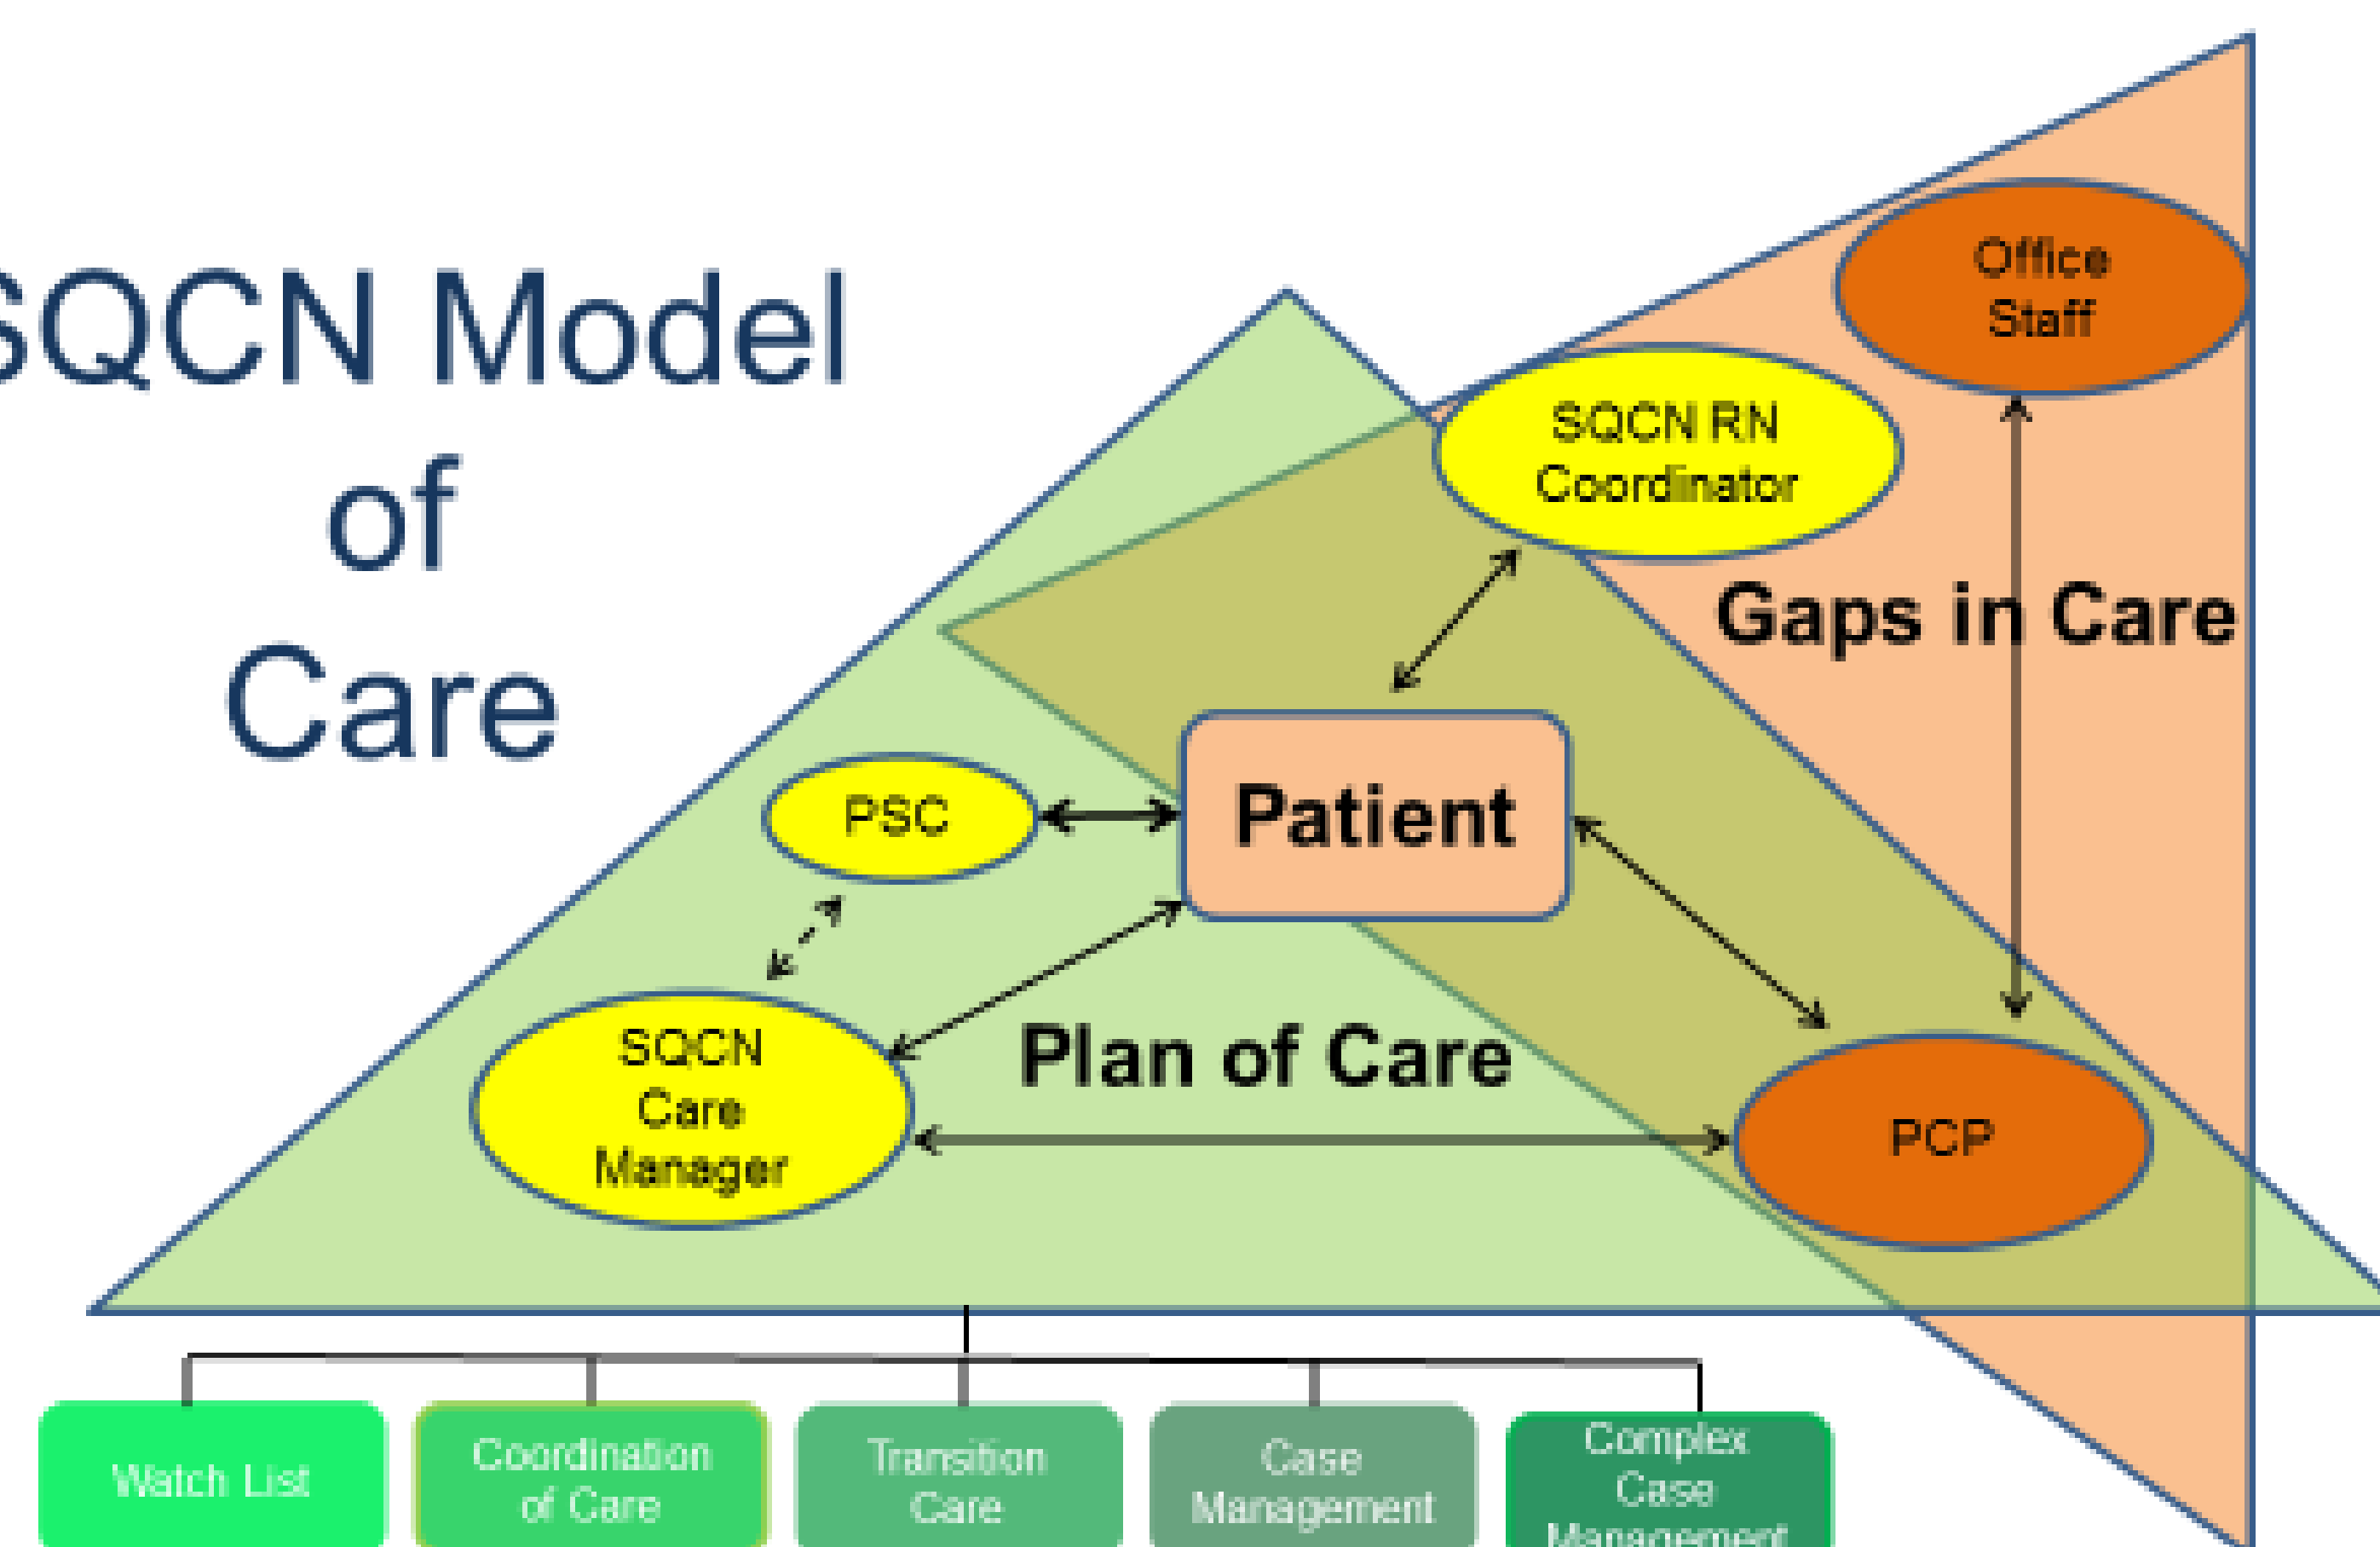 SQCN Model
of
Care
Office
Staff
SQCN RN
Coordinator
Gaps in Care
Patient
PSC
SQCN
Care
Manager
Plan of Care
PCP
Watch List
Coordination
of Care
Transition
Care
Case
Management
Complex
Case
Management